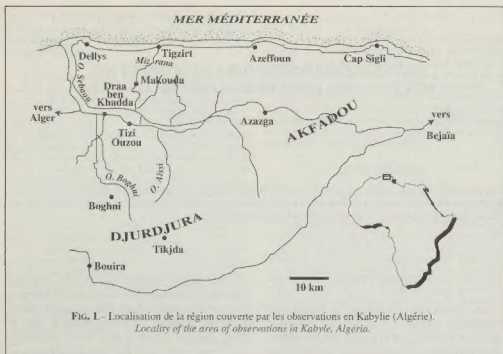 MER MÉDITERRANÉE
Dellys
Tigzirt
Azeffoun
Cap Sigli
Mizrana
O. Sebaou
Makouda
Draa
ben
Khadda
vers
Alger
Tizi
Ouzou
Azazga
AKFADOU
vers
Bejaïa
O. Boghni
O. Aïssi
Boghni
DJURDJURA
Tikjda
Bouira
10 km
FIG. 1.– Localisation de la région couverte par les observations en Kabylie (Algérie).
Locality of the area of observations in Kabyle, Algeria.